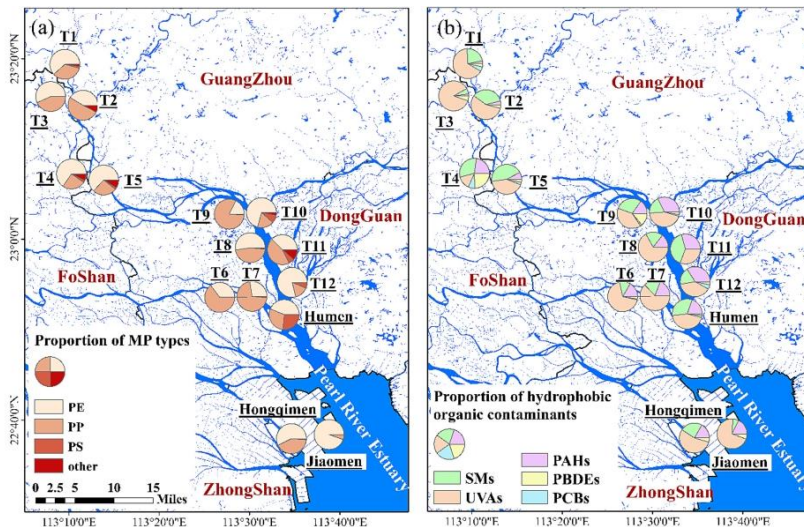 (a)
T1
GuangZhou
T3
T2
T4
T5
T9
T10
DongGuan
T8
T11
FoShan
T6
T7
T12
Humen
Proportion of MP types
PE
PP
PS
other
0 2.5 5 10 15
Miles
Hongqimen
Jiaomen
ZhongShan
Pearl River Estuary
23°20'0"N
23°0'0"N
22°40'0"N
113°10'0"E
113°20'0"E
113°30'0"E
113°40'0"E
(b)
T1
GuangZhou
T3
T2
T4
T5
T9
T10
DongGuan
T8
T11
FoShan
T6
T7
T12
Humen
Proportion of hydrophobic
organic contaminants
SMs
UVAs
PAHs
PBDEs
PCBs
Hongqimen
Jiaomen
ZhongShan
Pearl River Estuary
113°10'0"E
113°20'0"E
113°30'0"E
113°40'0"E